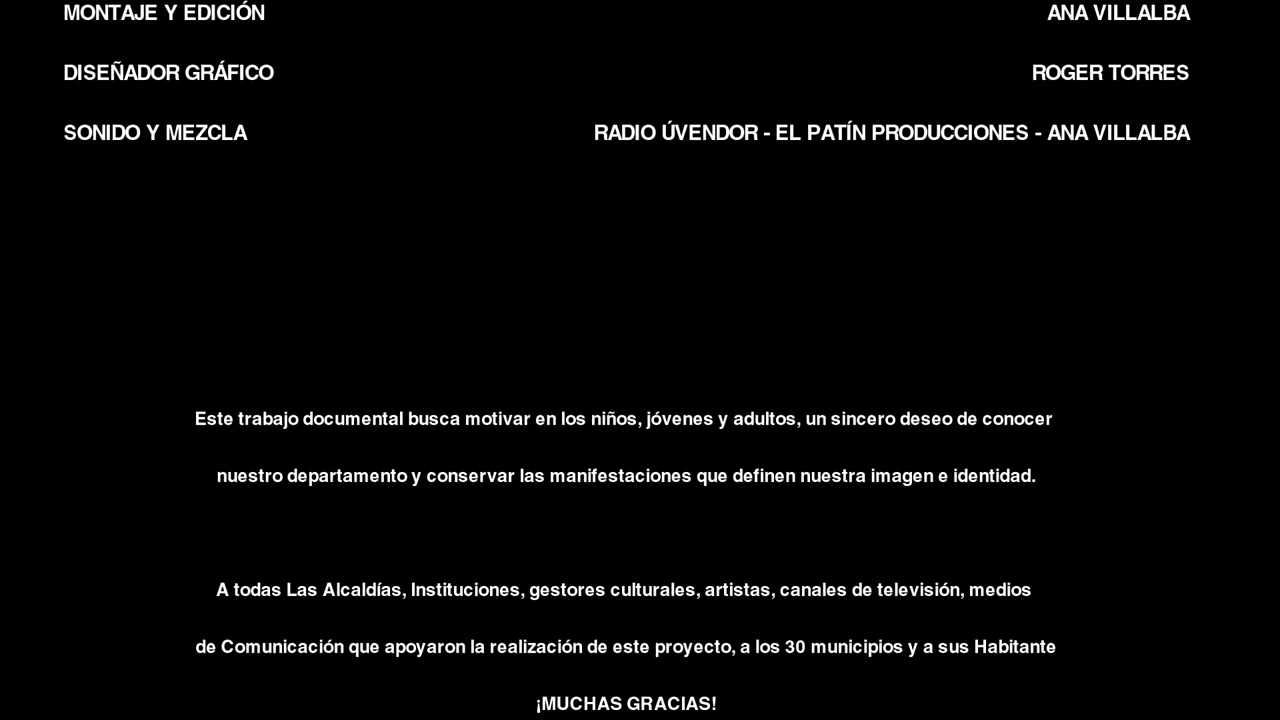 MONTAJE Y EDICIÓN ANA VILLALBA
DISEÑADOR GRÁFICO ROGER TORRES
SONIDO Y MEZCLA RADIO ÚVENDOR - EL PATÍN PRODUCCIONES - ANA VILLALBA
Este trabajo documental busca motivar en los niños, jóvenes y adultos, un sincero deseo de conocer
nuestro departamento y conservar las manifestaciones que definen nuestra imagen e identidad.
A todas Las Alcaldías, Instituciones, gestores culturales, artistas, canales de televisión, medios
de Comunicación que apoyaron la realización de este proyecto, a los 30 municipios y a sus Habitante
¡MUCHAS GRACIAS!